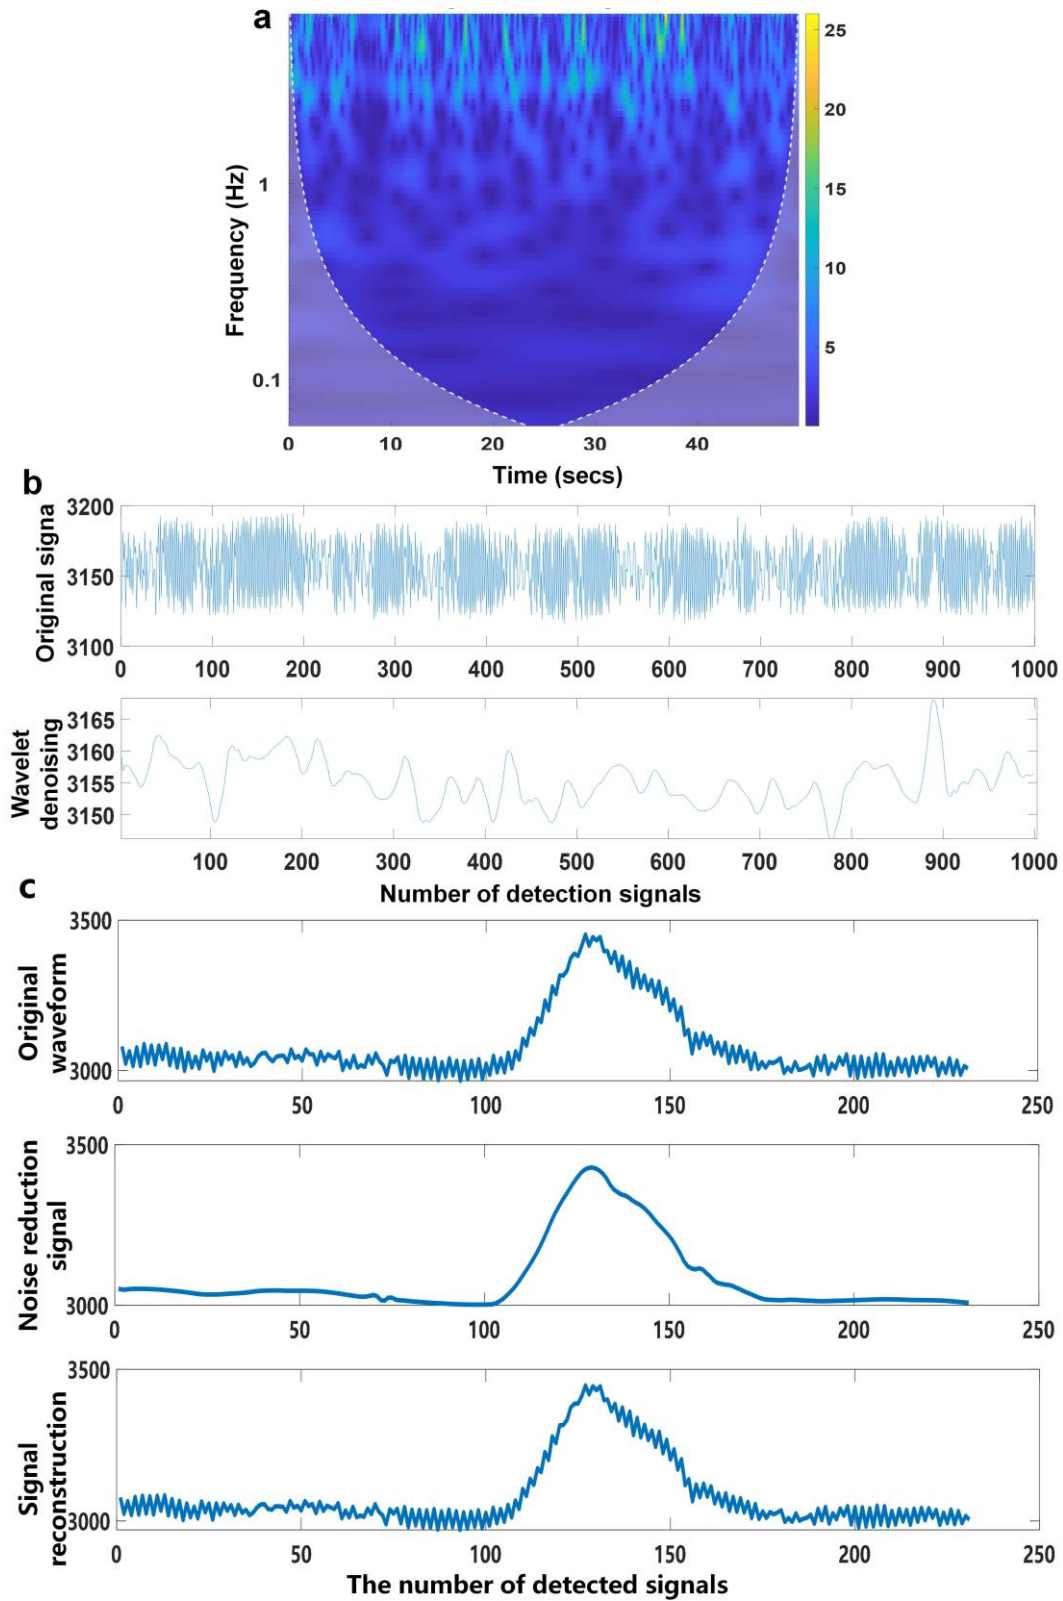 a
25
20
15
10
5
Frequency (Hz)
1
0.1
0 10 20 30 40
Time (secs)
b
Original signa
3200
3150
3100
0 100 200 300 400 500 600 700 800 900 1000
Wavelet
denoising
3165
3160
3155
3150
100 200 300 400 500 600 700 800 900 1000
Number of detection signals
c
Original
waveform
3500
3000
0 50 100 150 200 250
Noise reduction
signal
3500
3000
0 50 100 150 200 250
Signal
reconstruction
3500
3000
0 50 100 150 200 250
The number of detected signals